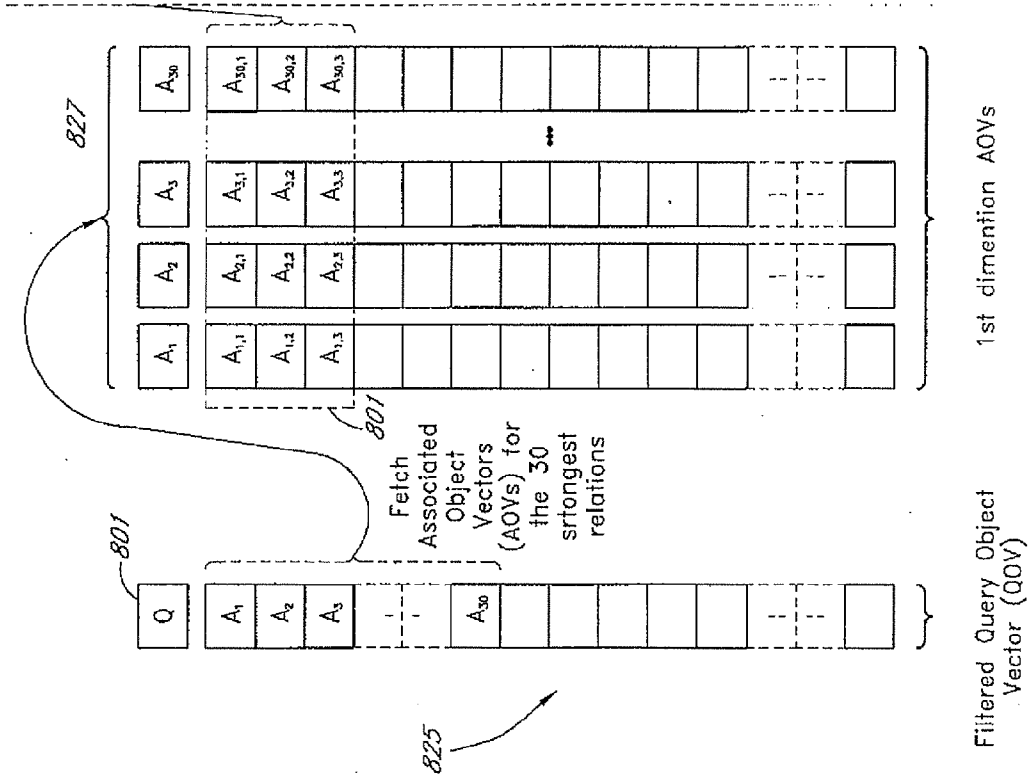 827
801
Q
A₁
A₂
A₃
A₃₀
A₁
A₂
A₃
A₃₀
A₁,₁
A₂,₁
A₃,₁
A₃₀,₁
A₁,₂
A₂,₂
A₃,₂
A₃₀,₂
A₁,₃
A₂,₃
A₃,₃
A₃₀,₃
801
Fetch
Associated
Object
Vectors
(AOVs) for
the 30
srtongest
relations
825
Filtered Query Object
Vector (QOV)
1st dimention AOVs